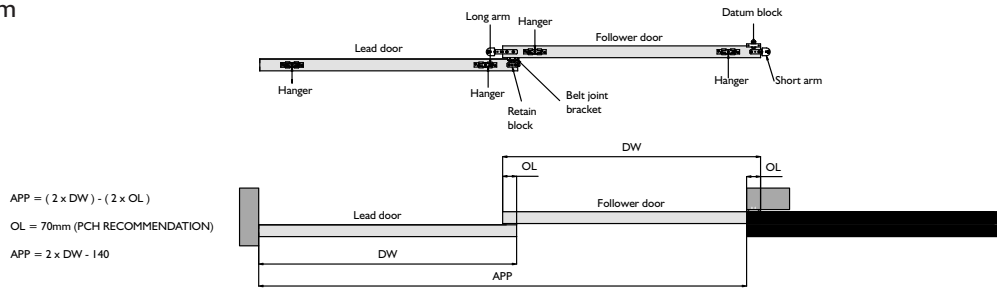 m
Long arm
Hanger
Datum block
Lead door
Follower door
Hanger
Hanger
Retain
block
Belt joint
bracket
Hanger
Short arm
DW
OL
OL
APP = ( 2 x DW ) - ( 2 x OL )
Lead door
Follower door
OL = 70mm (PCH RECOMMENDATION)
APP = 2 x DW - 140
DW
APP